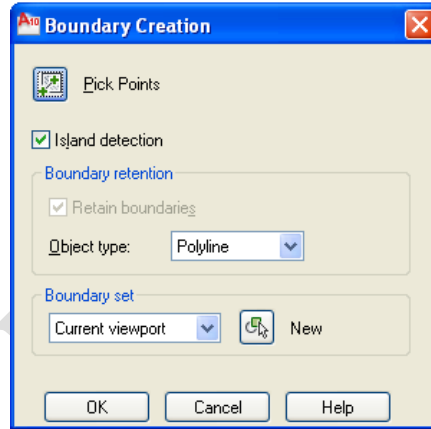 A10 Boundary Creation
Pick Points
Island detection
Boundary retention
Retain boundaries
Object type: Polyline
Boundary set
Current viewport New
OK Cancel Help